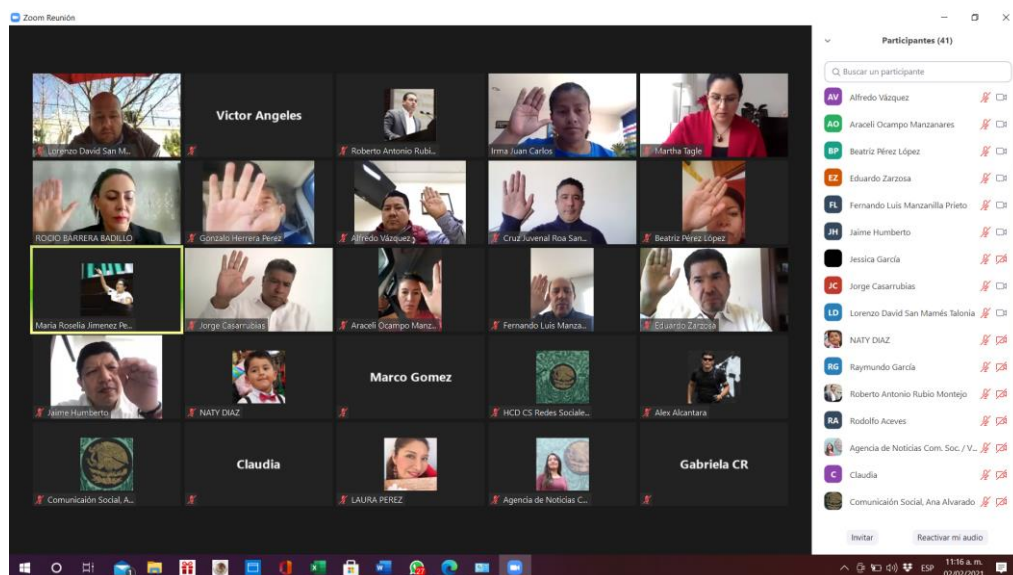 Zoom Reunión
Lorenzo David San M...
Victor Angeles
Roberto Antonio Rubi...
Irma Juan Carlos
Martha Tagle
ROCIO BARRERA BADILLO
Gonzalo Herrera Perez
Alfredo Vázquez
Cruz Juvenal Roa San...
Beatriz Pérez López
Maria Roselia Jimenez Pe...
Jorge Casarrubias
Araceli Ocampo Manz...
Fernando Luis Manza...
Eduardo Zarzosa
Jaime Humberto
NATY DIAZ
Marco Gomez
HCD CS Redes Sociale...
Alex Alcantara
Comunicaión Social, A...
Claudia
LAURA PEREZ
Agencia de Noticias C...
Gabriela CR
Participantes (41)
Buscar un participante
AV Alfredo Vázquez
AO Araceli Ocampo Manzanares
BP Beatriz Pérez López
EZ Eduardo Zarzosa
FL Fernando Luis Manzanilla Prieto
JH Jaime Humberto
Jessica García
JC Jorge Casarrubias
LD Lorenzo David San Mamés Talonia
NATY DIAZ
RG Raymundo García
Roberto Antonio Rubio Montejo
RA Rodolfo Aceves
Agencia de Noticias Com. Soc. / V...
C Claudia
Comunicaión Social, Ana Alvarado
Invitar
Reactivar mi audio
ESP
11:16 a. m.
02/02/2021